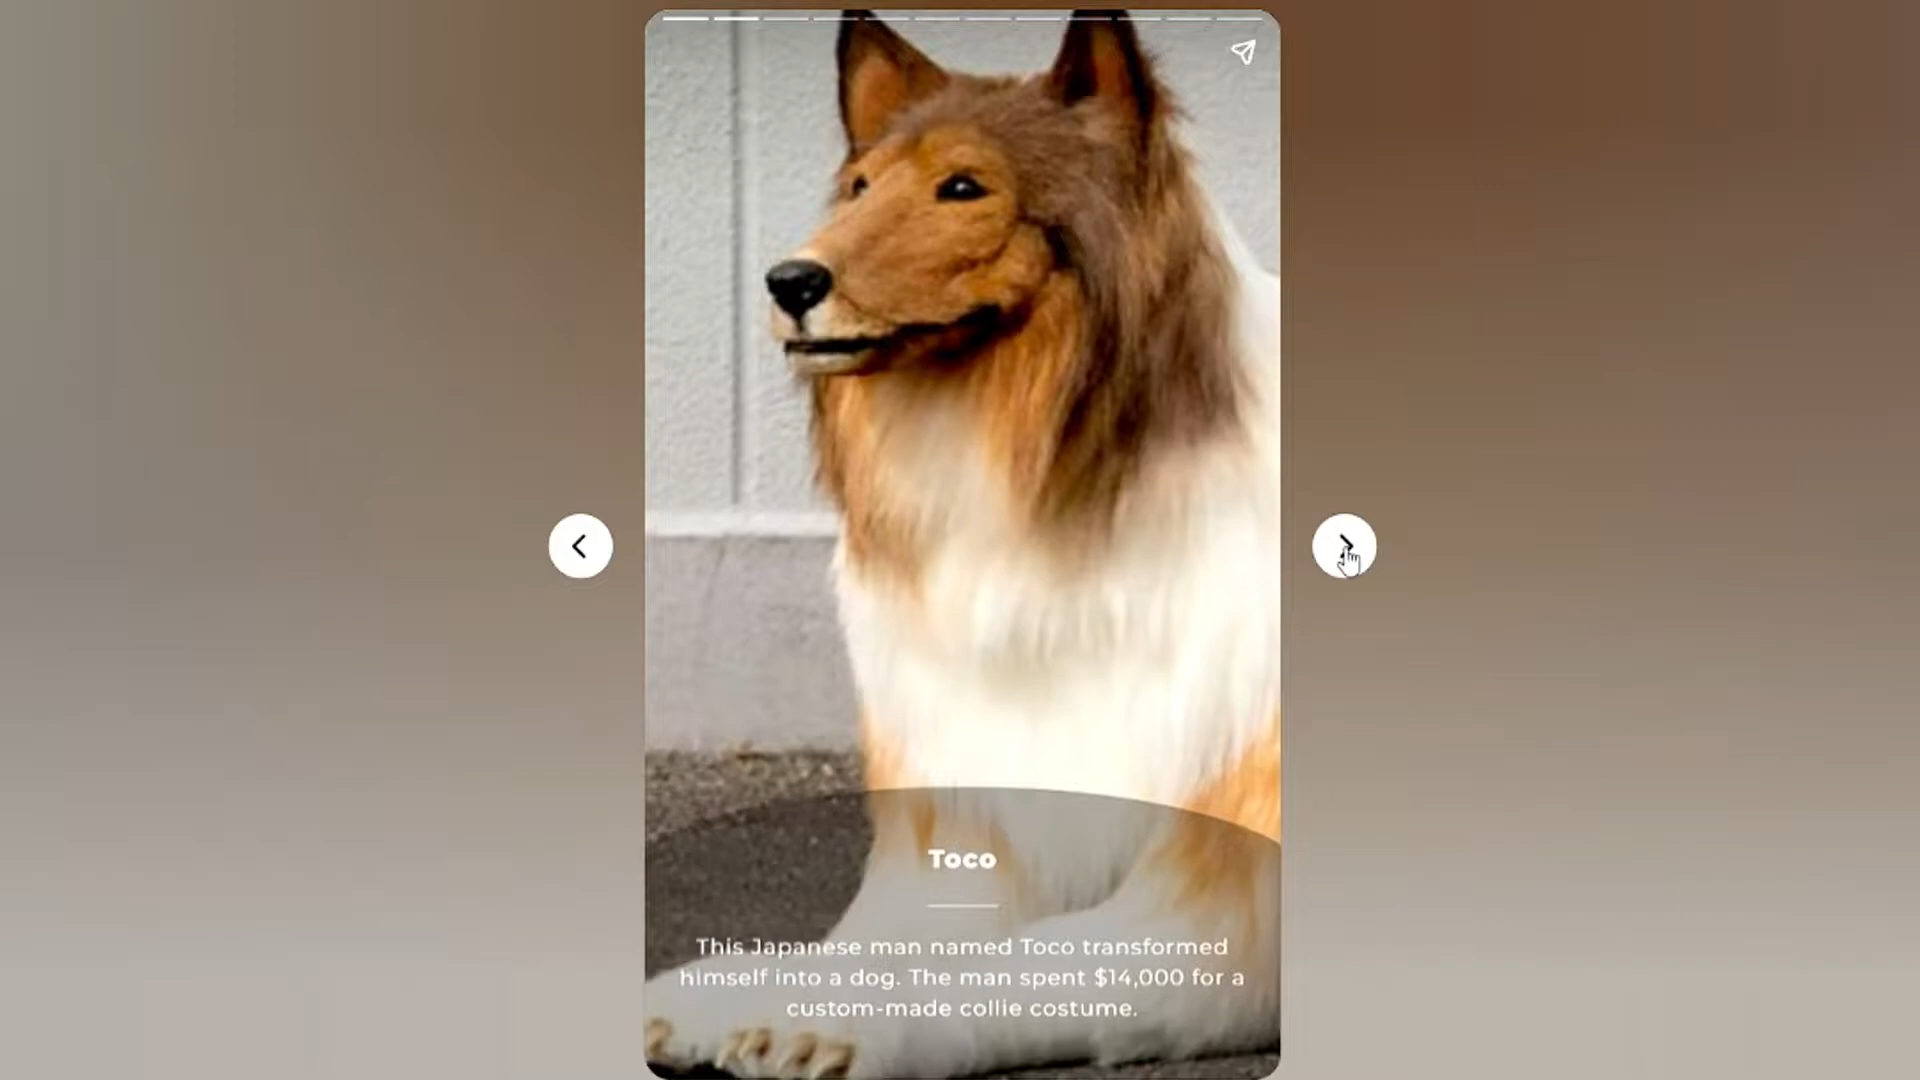 Toco
This Japanese man named Toco transformed
himself into a dog. The man spent $14,000 for a
custom-made collie costume.